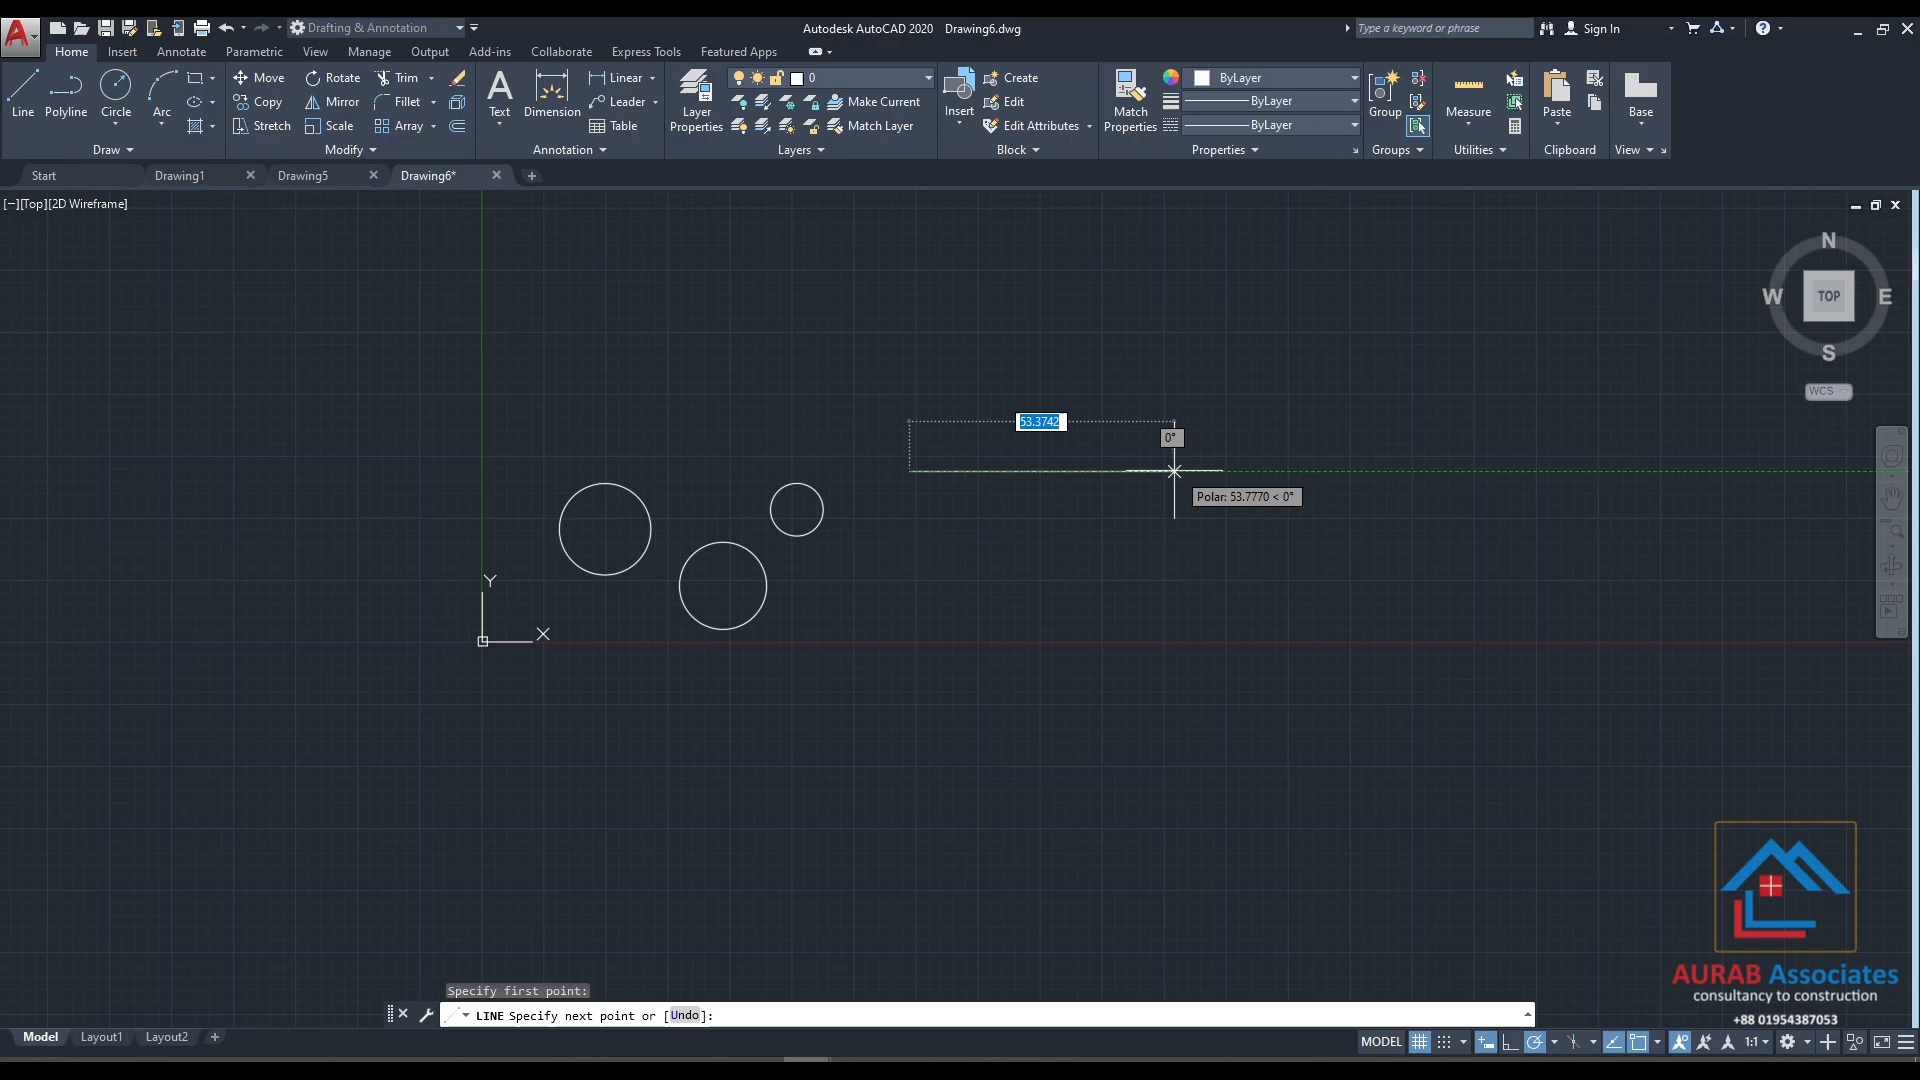 Drafting & Annotation
Autodesk AutoCAD 2020 Drawing6.dwg
Type a keyword or phrase
Sign In
Home Insert Annotate Parametric View Manage Output Add-ins Collaborate Express Tools Featured Apps
Line Polyline Circle Arc
Move Rotate Trim
Copy Mirror Fillet
Stretch Scale Array
Text Dimension
Linear
Leader
Table
Layer Properties
0
Make Current
Match Layer
Insert
Create
Edit
Edit Attributes
Match Properties
ByLayer
ByLayer
ByLayer
Group
Measure
Paste
Base
Draw Modify Annotation Layers Block Properties Groups Utilities Clipboard View
Start Drawing1 Drawing5 Drawing6*
[−][Top][2D Wireframe]
N
W TOP E
S
WCS
53.3742
0°
Polar: 53.7770 < 0°
Y
X
AURAB Associates
consultancy to construction
+88 01954387053
Specify first point:
LINE Specify next point or [Undo]:
Model Layout1 Layout2
MODEL 1:1